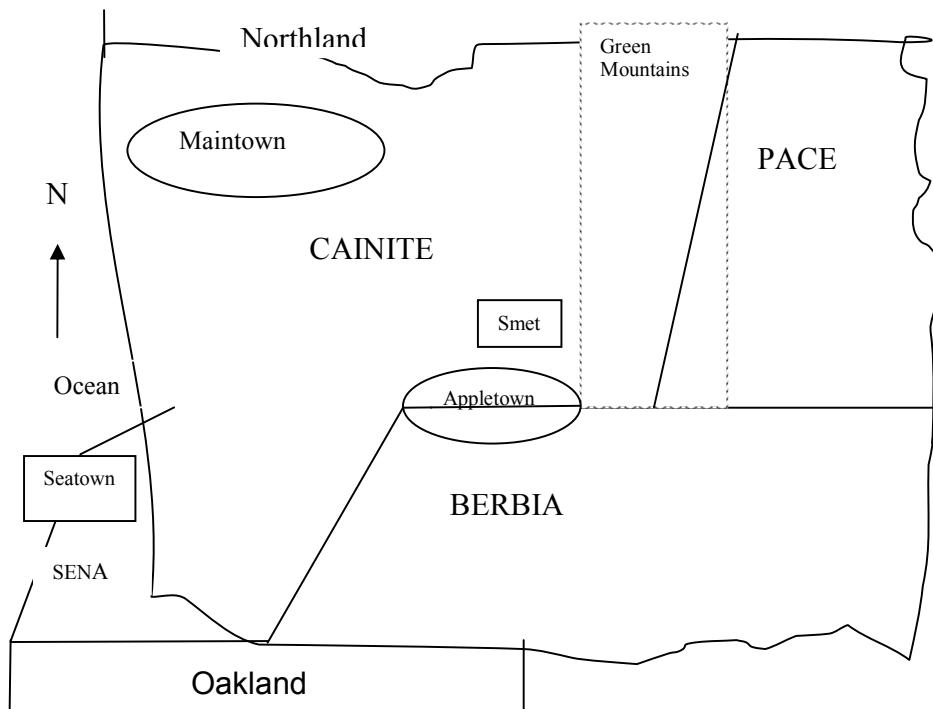 Northland
Green
Mountains
Maintown
PACE
N
CAINITE
Smet
Ocean
Appletown
Seatown
BERBIA
SENA
Oakland